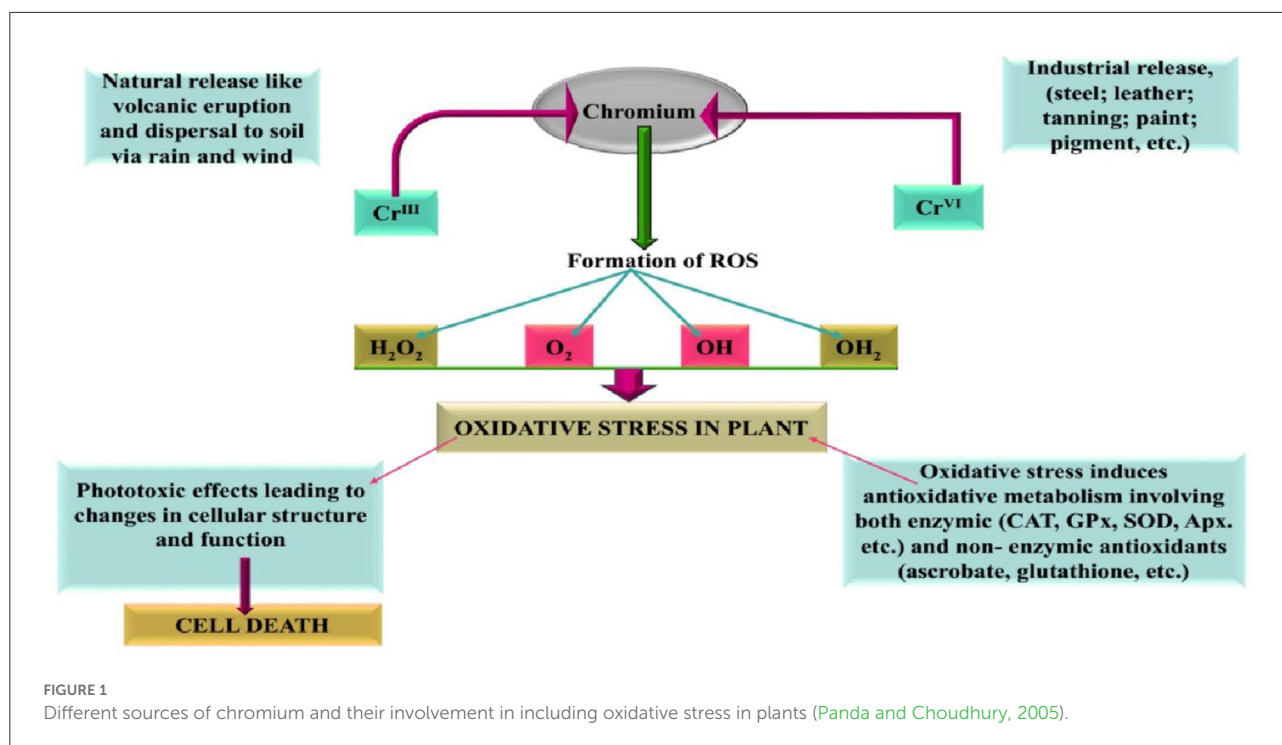 Natural release like
volcanic eruption
and dispersal to soil
via rain and wind
Chromium
Industrial release,
(steel; leather;
tanning; paint;
pigment, etc.)
Cr^III
Cr^VI
Formation of ROS
H₂O₂
O₂
OH
OH₂
OXIDATIVE STRESS IN PLANT
Phototoxic effects leading to
changes in cellular structure
and function
Oxidative stress induces
antioxidative metabolism involving
both enzymic (CAT, GPx, SOD, Apx.
etc.) and non- enzymic antioxidants
(ascrobate, glutathione, etc.)
CELL DEATH
FIGURE 1
Different sources of chromium and their involvement in including oxidative stress in plants (Panda and Choudhury, 2005).